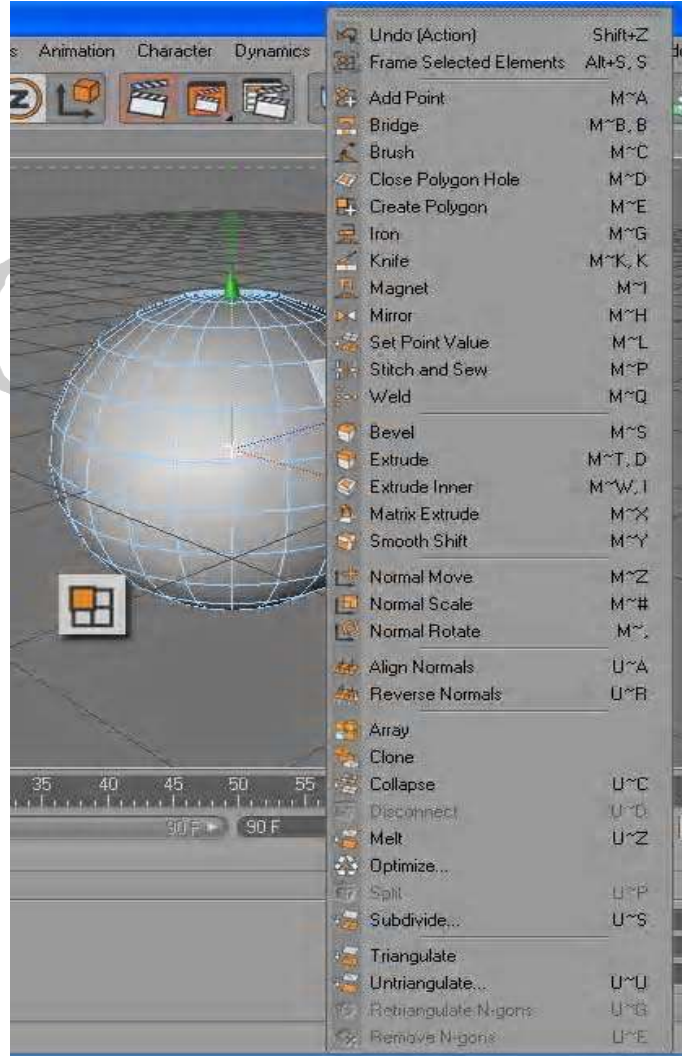 Animation Character Dynamics
Undo (Action) Shift+Z
Frame Selected Elements Alt+S, S
Add Point M~A
Bridge M~B, B
Brush M~C
Close Polygon Hole M~D
Create Polygon M~E
Iron M~G
Knife M~K, K
Magnet M~I
Mirror M~H
Set Point Value M~L
Stitch and Sew M~P
Weld M~Q
Bevel M~S
Extrude M~T, D
Extrude Inner M~W, I
Matrix Extrude M~X
Smooth Shift M~Y
Normal Move M~Z
Normal Scale M~#
Normal Rotate M~,
Align Normals U~A
Reverse Normals U~R
Array
Clone
35 40 45 50 55
Collapse U~C
Disconnect U~D
90 F 90 F
Melt U~Z
Optimize...
Split U~P
Subdivide... U~S
Triangulate
Untriangulate... U~U
Retriangulate N-gons U~G
Remove N-gons U~E